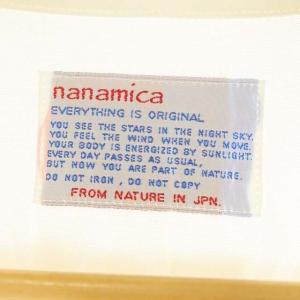 nanamica
EVERYTHING IS ORIGINAL
YOU SEE THE STARS IN THE NIGHT SKY.
YOU FEEL THE WIND WHEN YOU MOVE.
YOUR BODY IS ENERGIZED BY SUNLIGHT.
EVERY DAY PASSES AS USUAL,
BUT NOW YOU ARE PART OF NATURE.
DO NOT IRON , DO NOT COPY
FROM NATURE IN JPN.